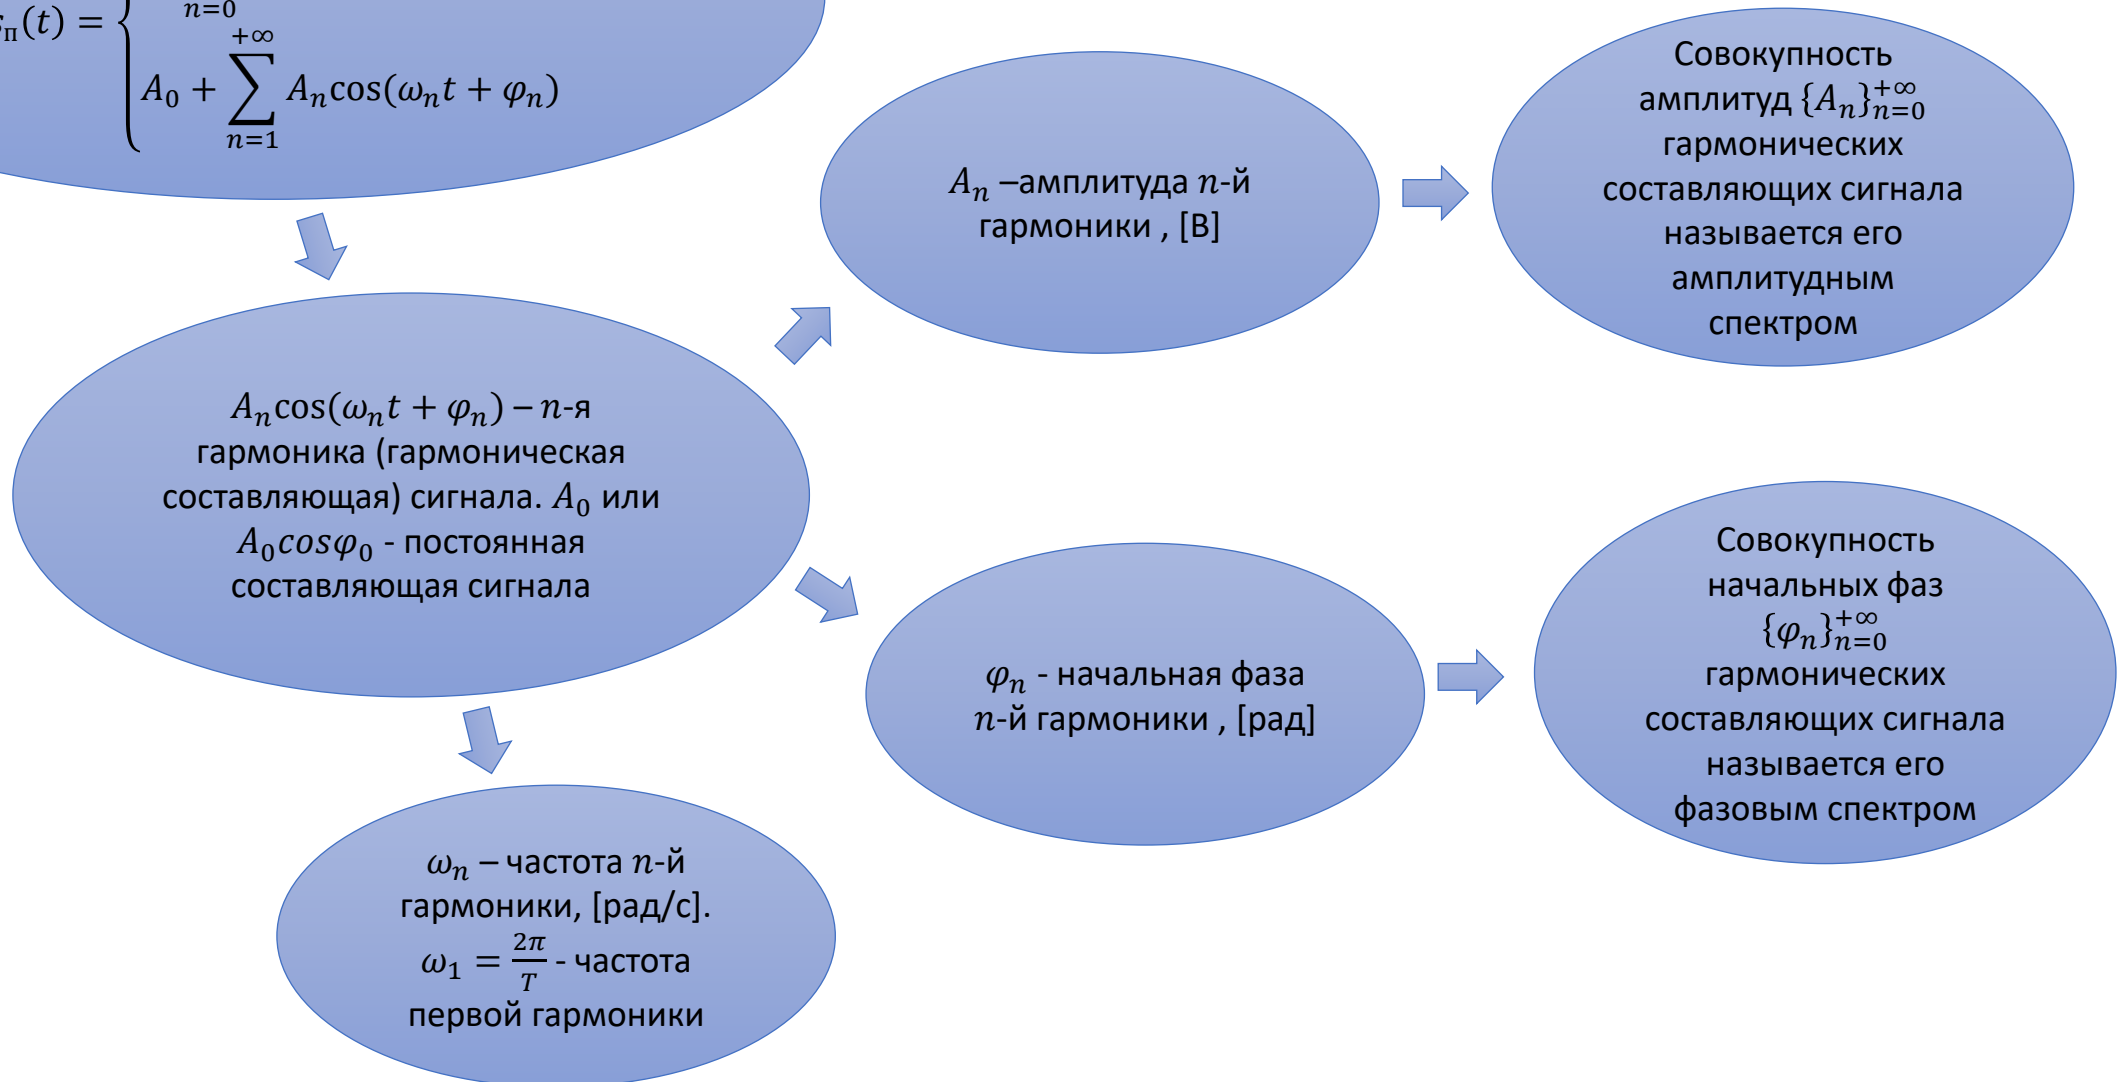 n=0
s_п(t) = {
+∞
A₀ + ∑ Aₙcos(ωₙt + φₙ)
n=1
Aₙcos(ωₙt + φₙ) – n-я
гармоника (гармоническая
составляющая) сигнала. A₀ или
A₀cosφ₀ - постоянная
составляющая сигнала
Aₙ –амплитуда n-й
гармоники , [В]
Совокупность
амплитуд {Aₙ}ₙ₌₀⁺∞
гармонических
составляющих сигнала
называется его
амплитудным
спектром
φₙ - начальная фаза
n-й гармоники , [рад]
Совокупность
начальных фаз
{φₙ}ₙ₌₀⁺∞
гармонических
составляющих сигнала
называется его
фазовым спектром
ωₙ – частота n-й
гармоники, [рад/с].
ω₁ = 2π/T - частота
первой гармоники